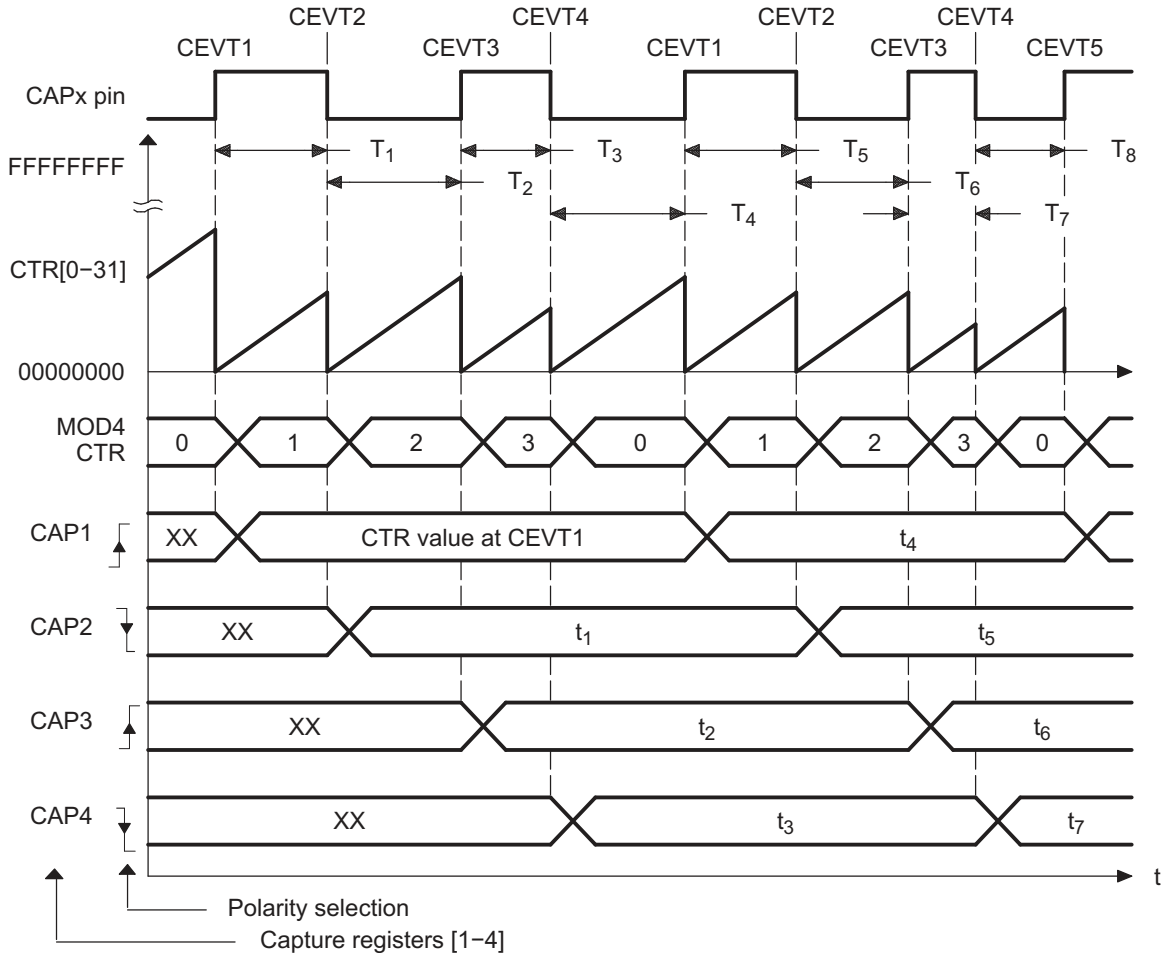 CEVT2 CEVT4 CEVT2 CEVT4
CEVT1 CEVT3 CEVT1 CEVT3 CEVT5
CAPx pin
T1 T3 T5 T8
FFFFFFFF
T2 T6
T4 T7
CTR[0−31]
00000000
MOD4
CTR
0 1 2 3 0 1 2 3 0
CAP1 XX CTR value at CEVT1 t4
CAP2 XX t1 t5
CAP3 XX t2 t6
CAP4 XX t3 t7
t
Polarity selection
Capture registers [1−4]